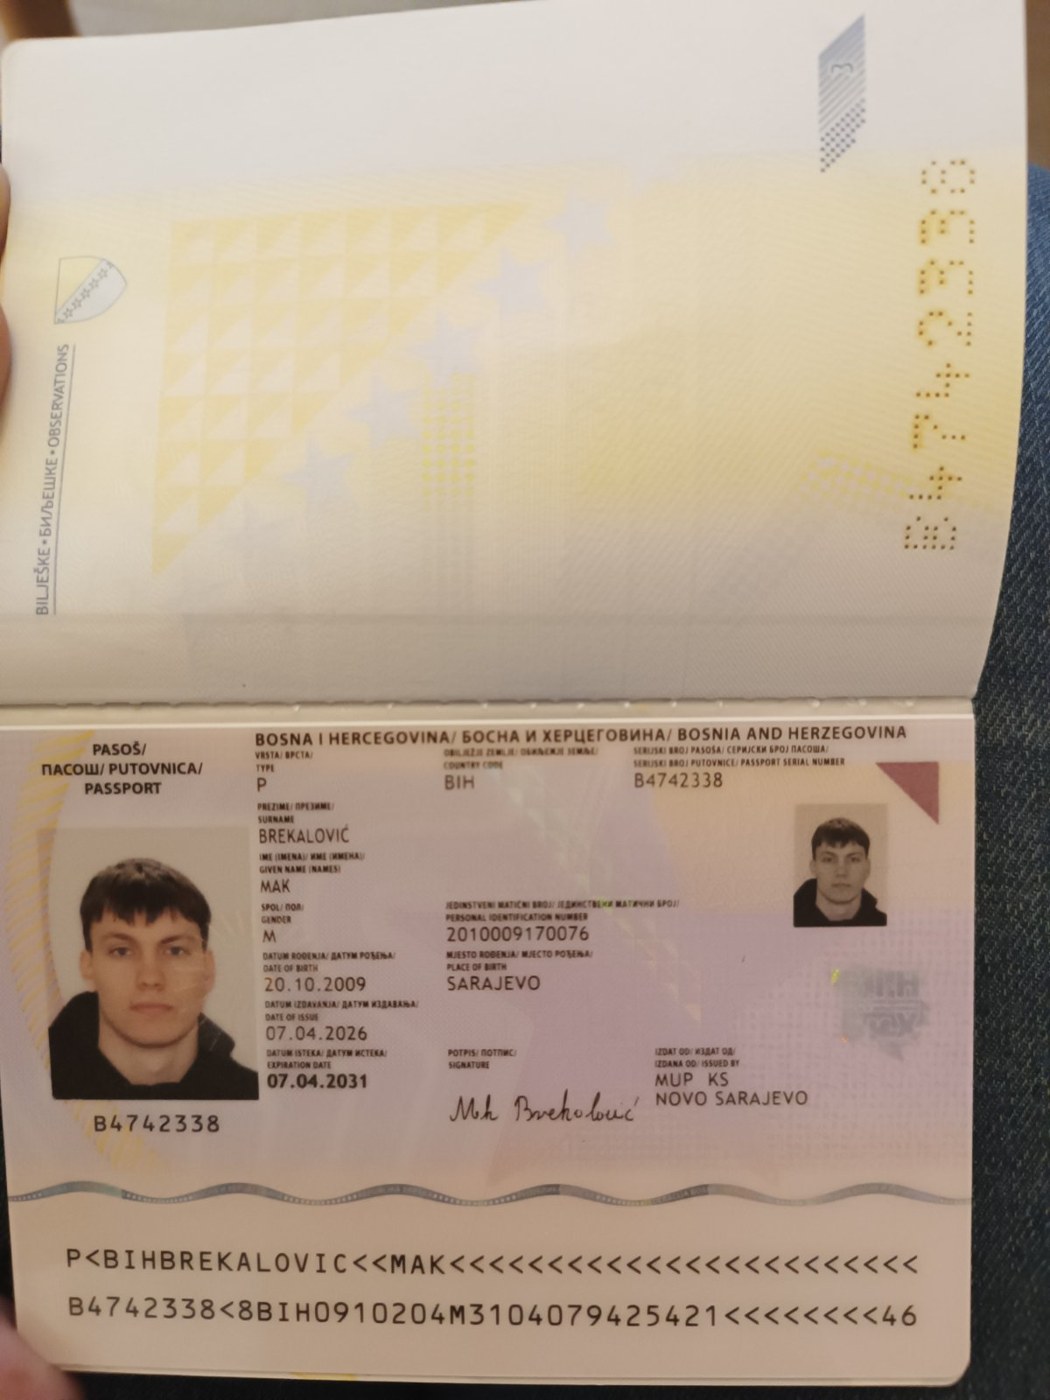 3
B4742338
BILJEŠKE • БИЉЕШКЕ • OBSERVATIONS
BOSNA I HERCEGOVINA/ БОСНА И ХЕРЦЕГОВИНА/ BOSNIA AND HERZEGOVINA
PASOŠ/
ПАСОШ/ PUTOVNICA/
PASSPORT
VRSTA/ ВРСТА/
TYPE
P
OBILJEŽJE ZEMLJE/ ОБИЉЕЖЈЕ ЗЕМЉЕ/
COUNTRY CODE
BIH
SERIJSKI BROJ PASOŠA/ СЕРИЈСКИ БРОЈ ПАСОША/
SERIJSKI BROJ PUTOVNICE/ PASSPORT SERIAL NUMBER
B4742338
PREZIME/ ПРЕЗИМЕ/
SURNAME
BREKALOVIĆ
IME (IMENA)/ ИМЕ (ИМЕНА)/
GIVEN NAME (NAMES)
MAK
SPOL/ ПОЛ/
GENDER
M
JEDINSTVENI MATIČNI BROJ/ ЈЕДИНСТВЕНИ МАТИЧНИ БРОЈ/
PERSONAL IDENTIFICATION NUMBER
2010009170076
DATUM ROĐENJA/ ДАТУМ РОЂЕЊА/
DATE OF BIRTH
20.10.2009
MJESTO ROĐENJA/ МЈЕСТО РОЂЕЊА/
PLACE OF BIRTH
SARAJEVO
DATUM IZDAVANJA/ ДАТУМ ИЗДАВАЊА/
DATE OF ISSUE
07.04.2026
DATUM ISTEKA/ ДАТУМ ИСТЕКА/
EXPIRATION DATE
07.04.2031
POTPIS/ ПОТПИС/
SIGNATURE
Mak Brekalović
IZDAT OD/ ИЗДАТ ОД/
IZDANA OD/ ISSUED BY
MUP KS
NOVO SARAJEVO
B4742338
P<BIHBREKALOVIC<<MAK<<<<<<<<<<<<<<<<<<<<<<<<
B4742338<8BIH0910204M3104079425421<<<<<<<<46